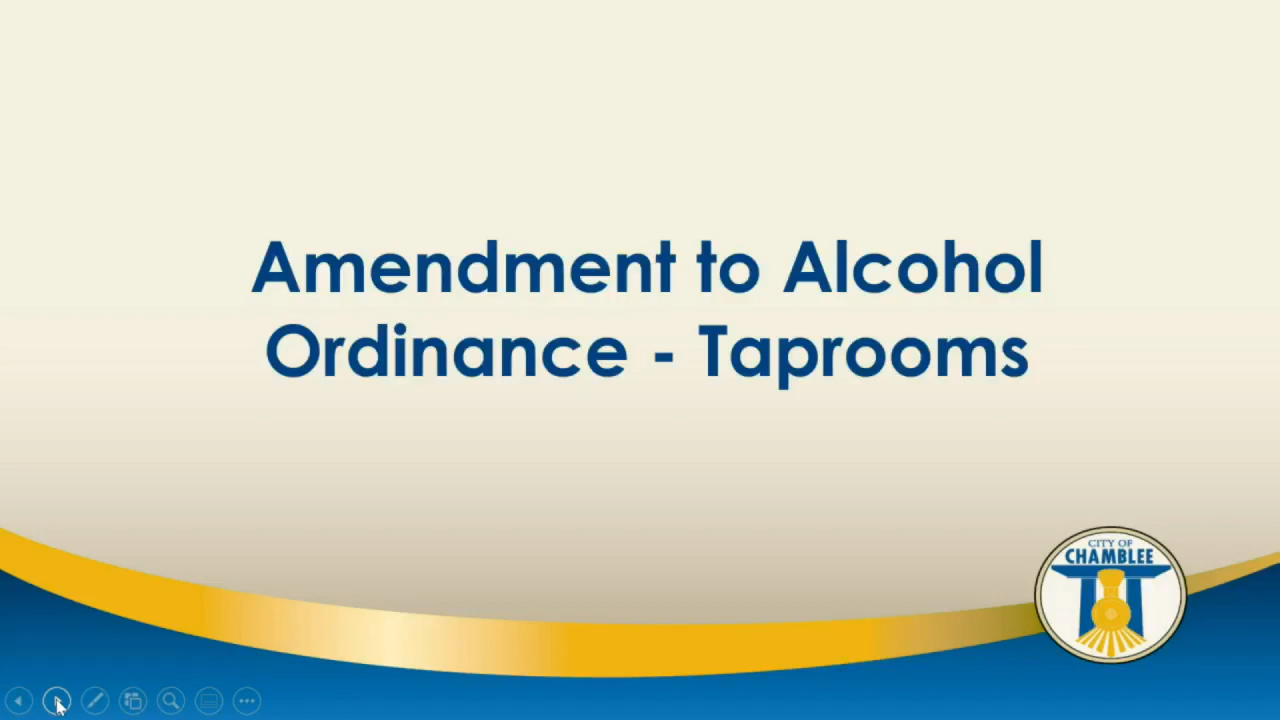 Amendment to Alcohol
Ordinance - Taprooms
CITY OF
CHAMBLEE